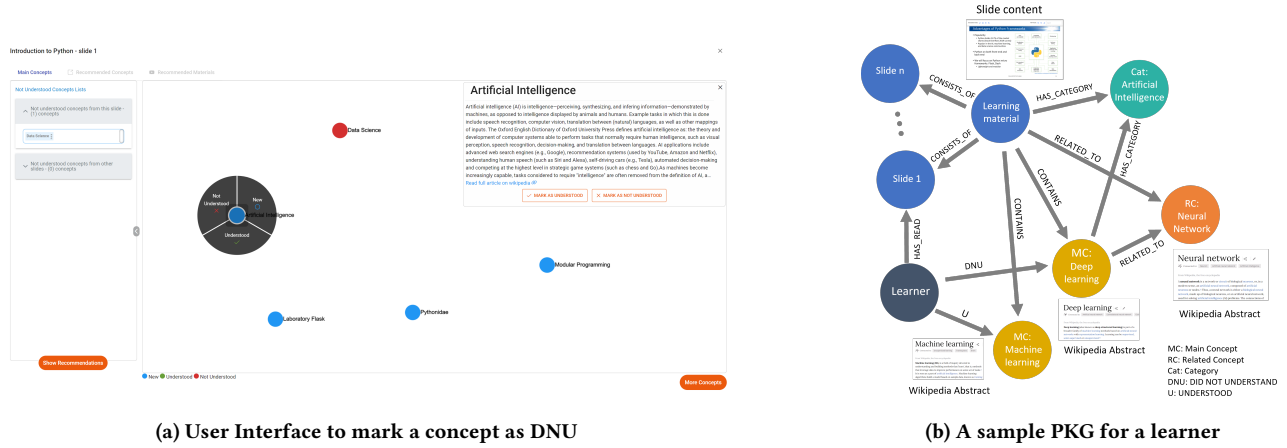 Introduction to Python - slide 1
Main Concepts
Recommended Concepts
Recommended Materials
Not Understood Concepts Lists
Not understood concepts from this slide -
(1) concepts
Data Science
Not understood concepts from other
slides - (0) concepts
Show Recommendations
Data Science
Not
Understood
New
Artificial Intelligence
Understood
Modular Programming
Laboratory Flask
Pythonidae
New Understood Not Understood
More Concepts
Artificial Intelligence
Artificial intelligence (AI) is intelligence—perceiving, synthesizing, and infering information—demonstrated by
machines, as opposed to intelligence displayed by animals and humans. Example tasks in which this is done
include speech recognition, computer vision, translation between (natural) languages, as well as other mappings
of inputs. The Oxford English Dictionary of Oxford University Press defines artificial intelligence as: the theory and
development of computer systems able to perform tasks that normally require human intelligence, such as visual
perception, speech recognition, decision-making, and translation between languages. AI applications include
advanced web search engines (e.g., Google), recommendation systems (used by YouTube, Amazon and Netflix),
understanding human speech (such as Siri and Alexa), self-driving cars (e.g., Tesla), automated decision-making
and competing at the highest level in strategic game systems (such as chess and Go).As machines become
increasingly capable, tasks considered to require "intelligence" are often removed from the definition of AI, a...
Read full article on wikipedia
MARK AS UNDERSTOOD
MARK AS NOT UNDERSTOOD
(a) User Interface to mark a concept as DNU
Slide content
Advantages of Python Frameworks
Slide n
CONSISTS_OF
Learning
material
HAS_CATEGORY
Cat:
Artificial
Intelligence
CONSISTS_OF
RELATED_TO
HAS_CATEGORY
Slide 1
CONTAINS
CONTAINS
RC:
Neural
Network
HAS_READ
MC:
Deep
learning
RELATED_TO
DNU
Learner
U
Neural network
Wikipedia Abstract
Deep learning
Wikipedia Abstract
Machine learning
Wikipedia Abstract
MC:
Machine
learning
MC: Main Concept
RC: Related Concept
Cat: Category
DNU: DID NOT UNDERSTAND
U: UNDERSTOOD
(b) A sample PKG for a learner